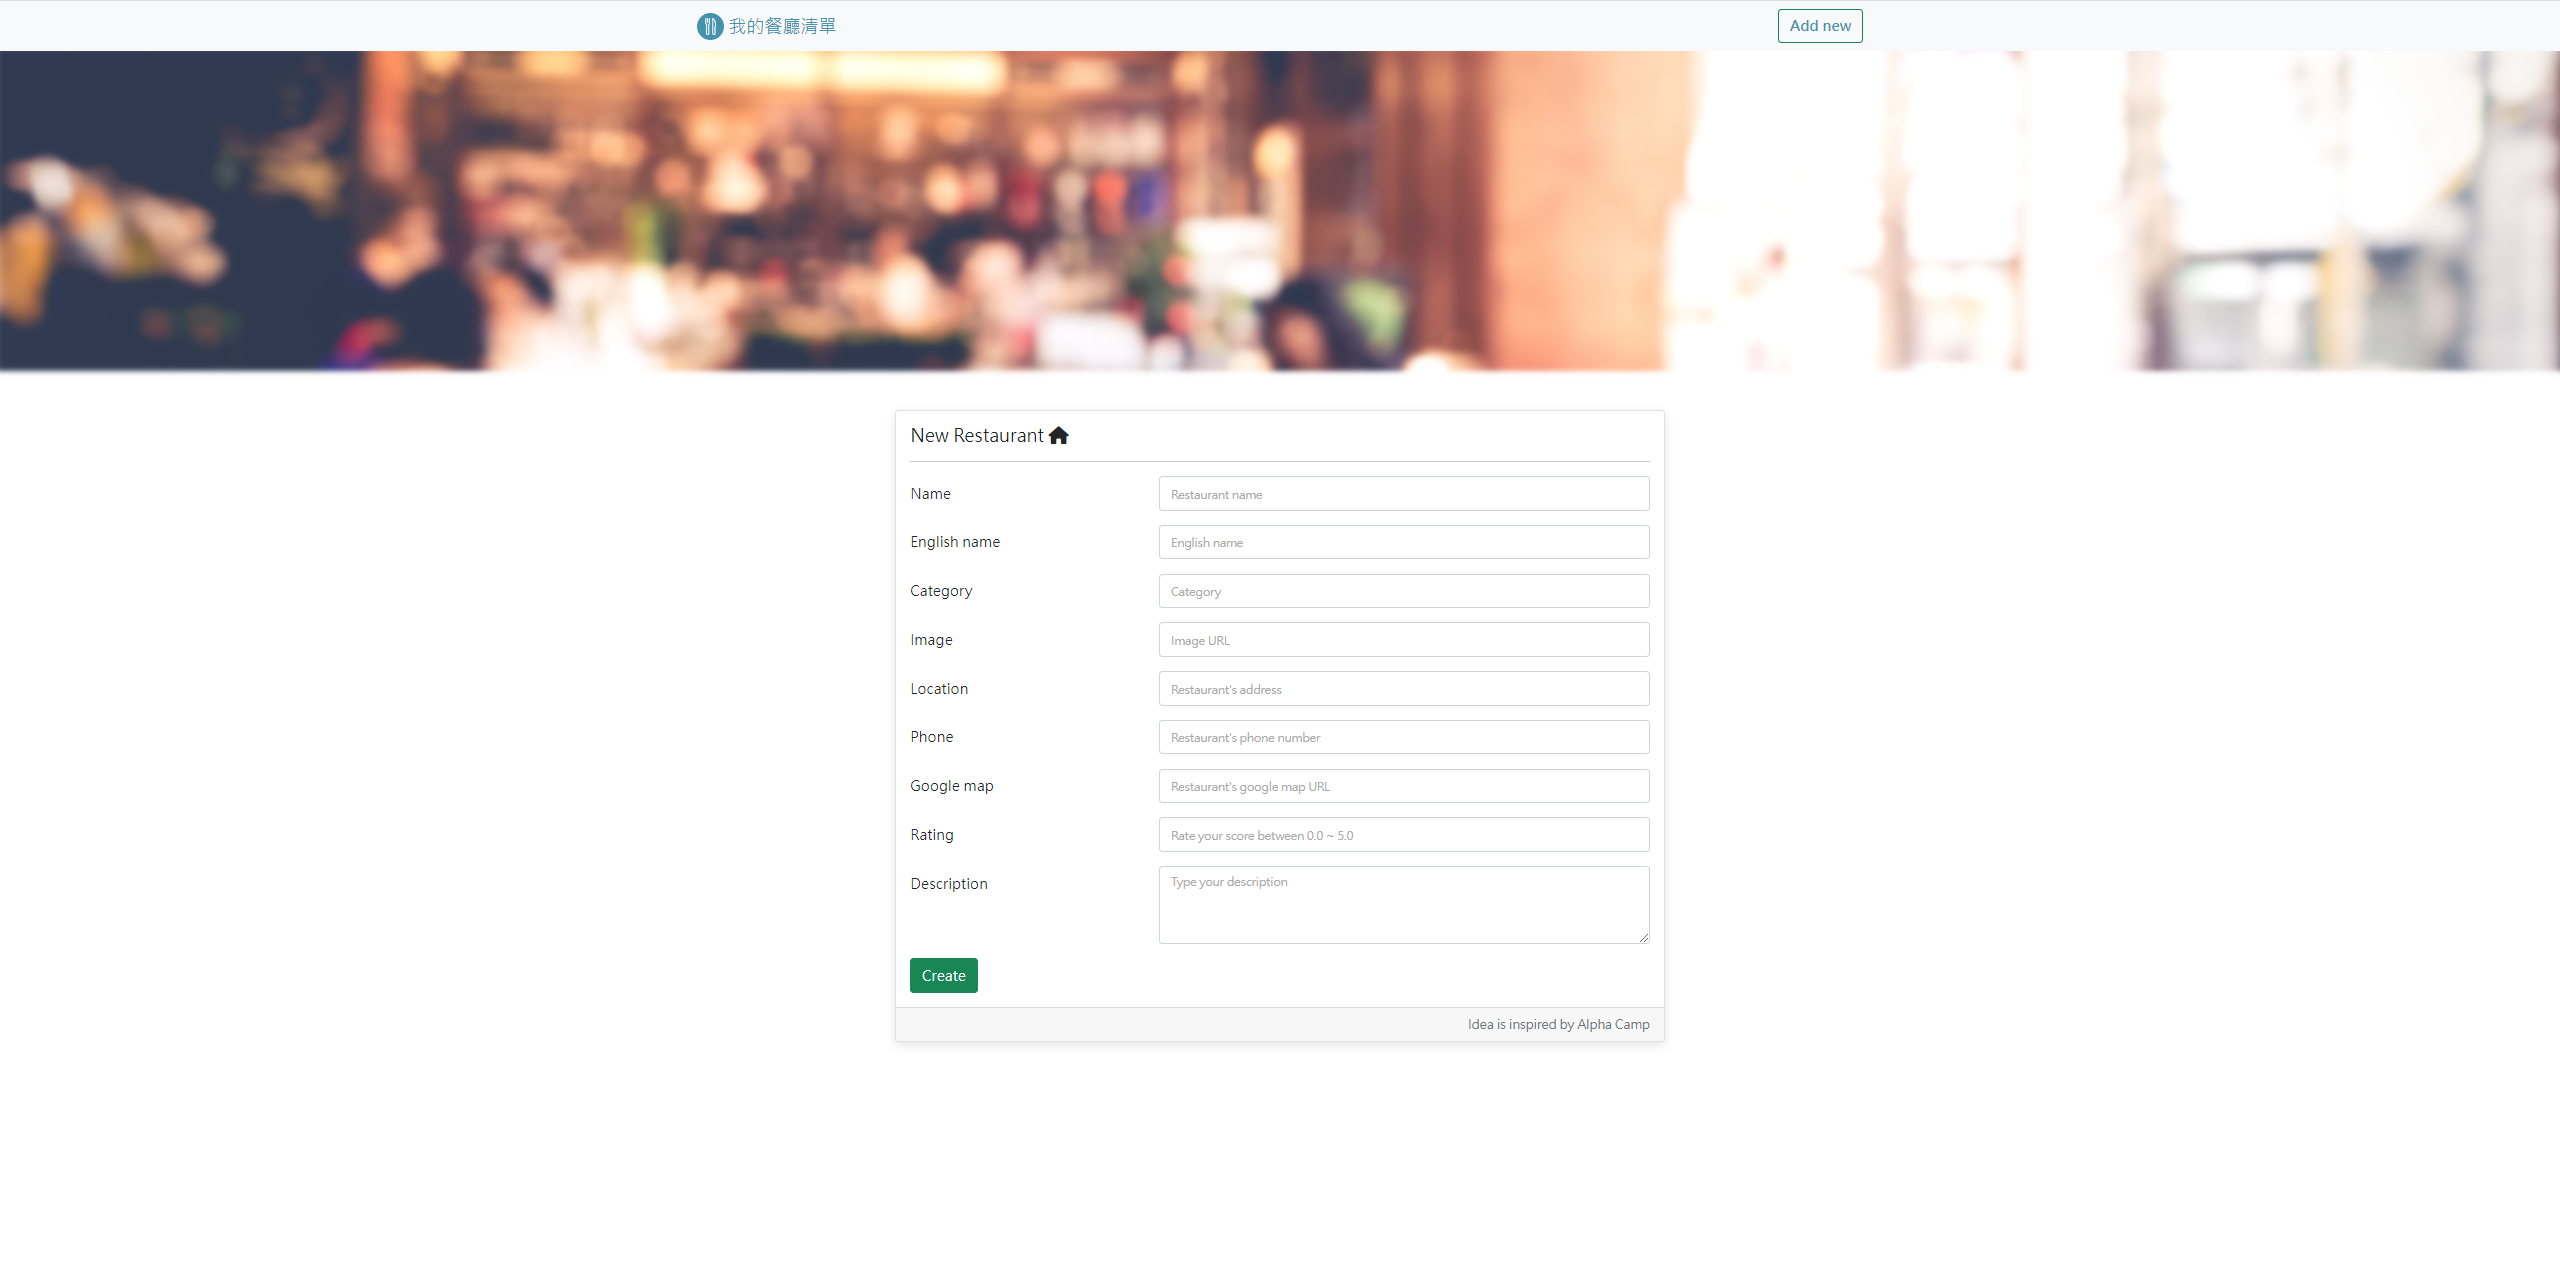 我的餐廳清單
Add new
New Restaurant
Name
Restaurant name
English name
English name
Category
Category
Image
Image URL
Location
Restaurant's address
Phone
Restaurant's phone number
Google map
Restaurant's google map URL
Rating
Rate your score between 0.0 ~ 5.0
Description
Type your description
Create
Idea is inspired by Alpha Camp